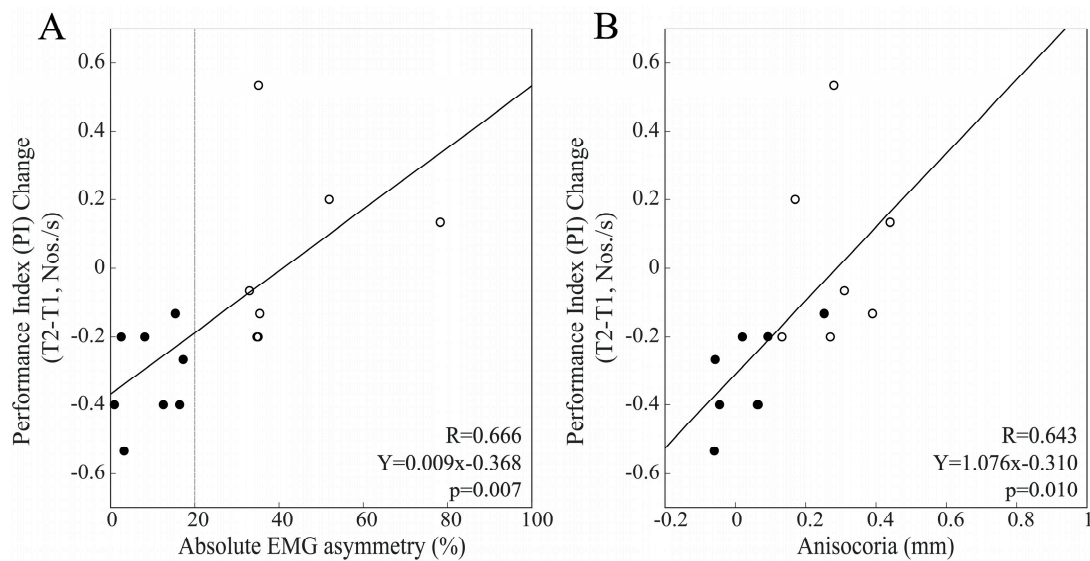 A
Performance Index (PI) Change
(T2-T1, Nos./s)
0.6
0.4
0.2
0
-0.2
-0.4
-0.6
R=0.666
Y=0.009x-0.368
p=0.007
0 20 40 60 80 100
Absolute EMG asymmetry (%)
B
Performance Index (PI) Change
(T2-T1, Nos./s)
0.6
0.4
0.2
0
-0.2
-0.4
-0.6
R=0.643
Y=1.076x-0.310
p=0.010
-0.2 0 0.2 0.4 0.6 0.8 1
Anisocoria (mm)